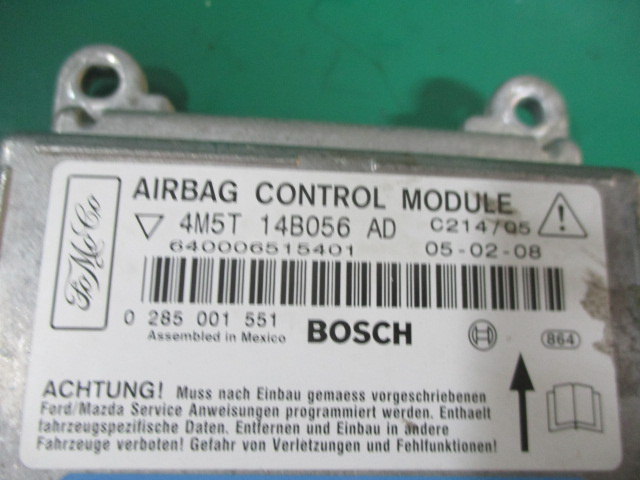 AIRBAG CONTROL MODULE
FoMoCo
4M5T 14B056 AD C214/05
640006515401 05-02-08
0 285 001 551 BOSCH 864
Assembled in Mexico
ACHTUNG! Muss nach Einbau gemaess vorgeschriebenen
Ford/Mazda Service Anweisungen programmiert werden. Enthaelt
fahrzeugspezifische Daten. Entfernen und Einbau in andere
Fahrzeuge verboten! Gefahr von Verletzungen und Fehlfunktionen!